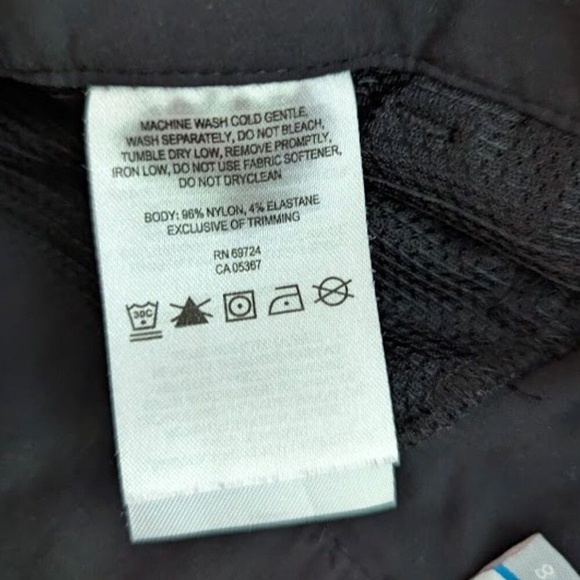 MACHINE WASH COLD GENTLE,
WASH SEPARATELY, DO NOT BLEACH,
TUMBLE DRY LOW, REMOVE PROMPTLY,
IRON LOW, DO NOT USE FABRIC SOFTENER,
DO NOT DRYCLEAN
BODY: 96% NYLON, 4% ELASTANE
EXCLUSIVE OF TRIMMING
RN 69724
CA 05367
30C
8